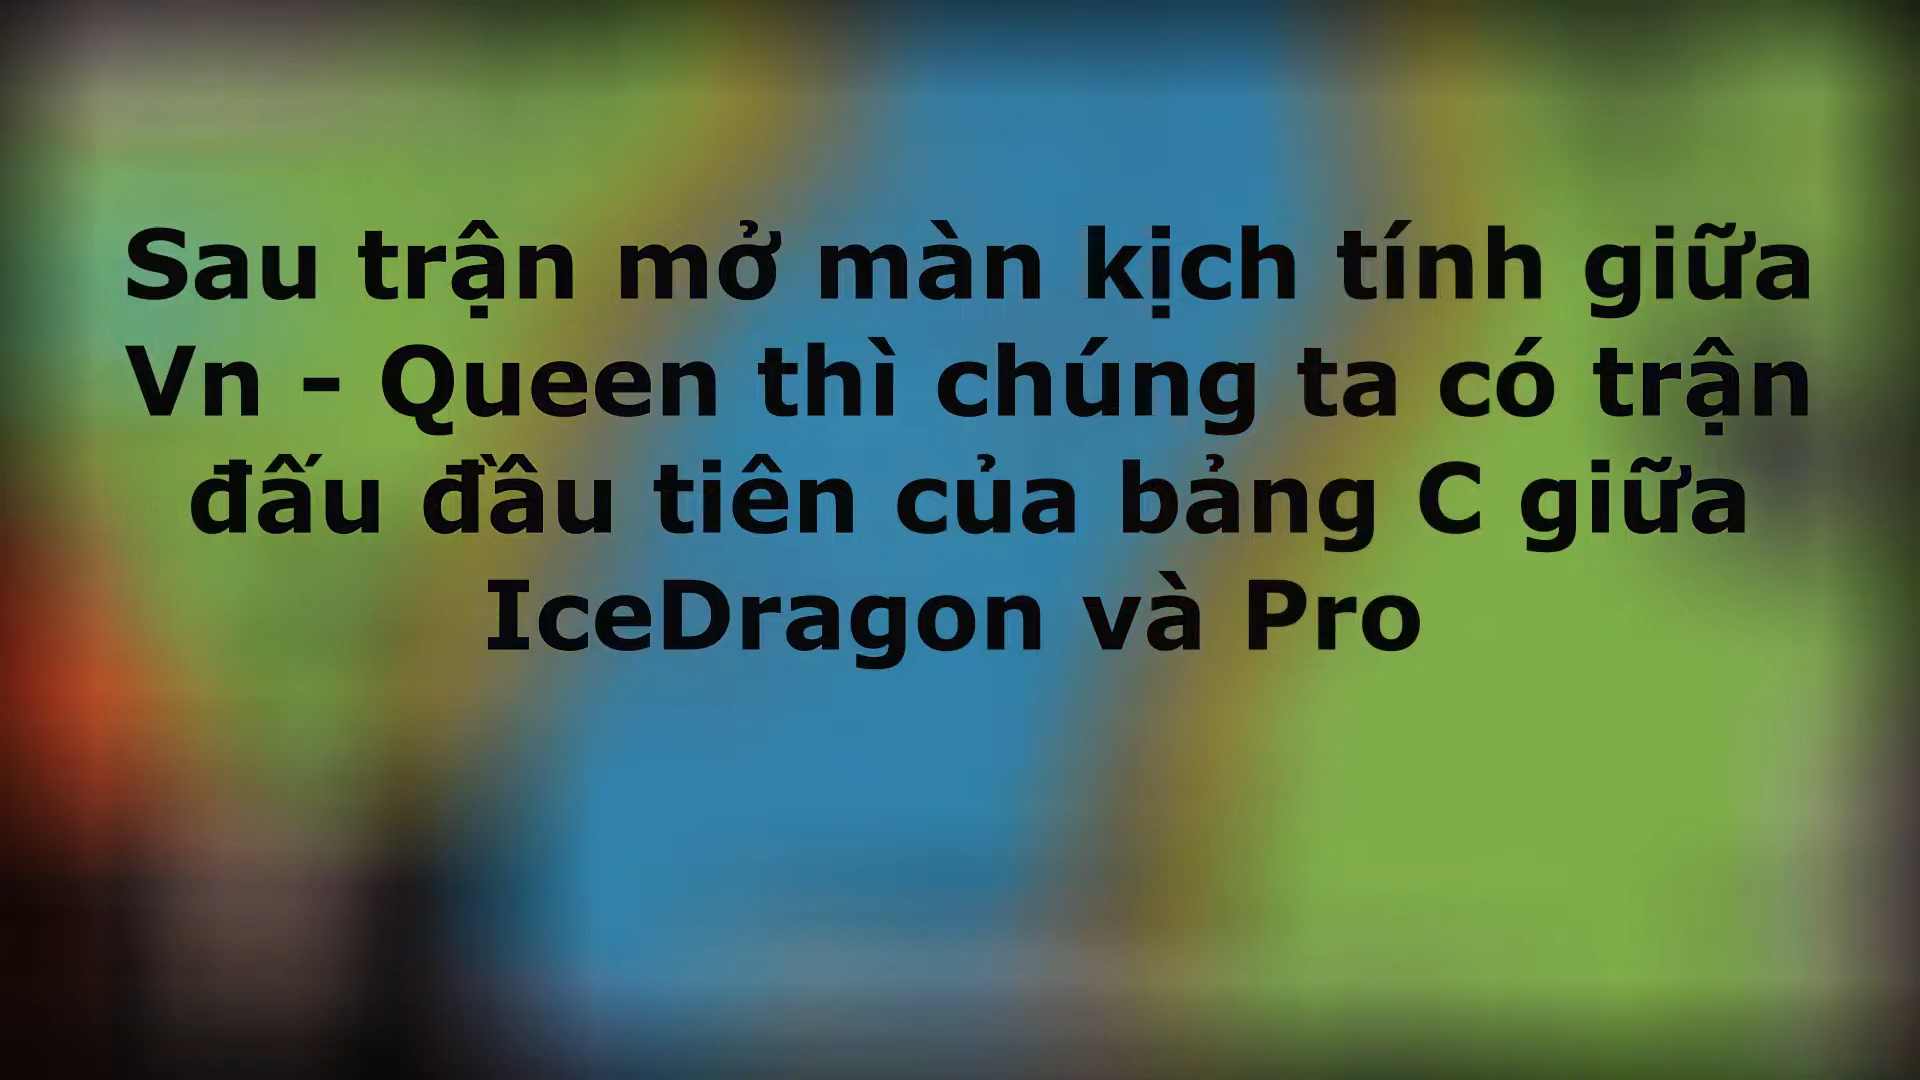 Sau trận mở màn kịch tính giữa
Vn - Queen thì chúng ta có trận
đấu đầu tiên của bảng C giữa
IceDragon và Pro